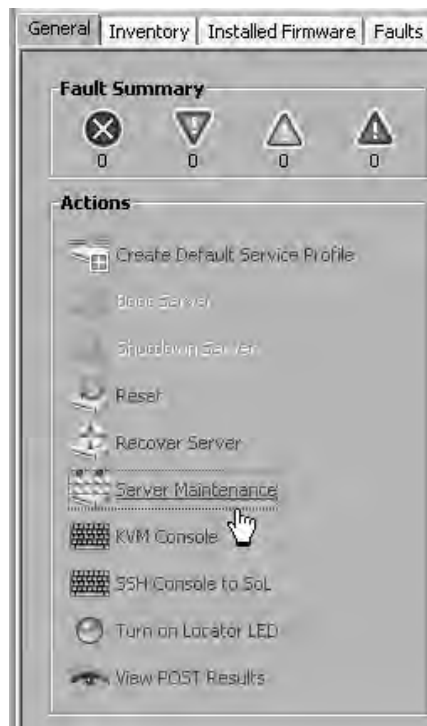 General Inventory Installed Firmware Faults
Fault Summary
0 0 0 0
Actions
Create Default Service Profile
Boot Server
Shutdown Server
Reset
Recover Server
Server Maintenance
KVM Console
SSH Console to SoL
Turn on Locator LED
View POST Results